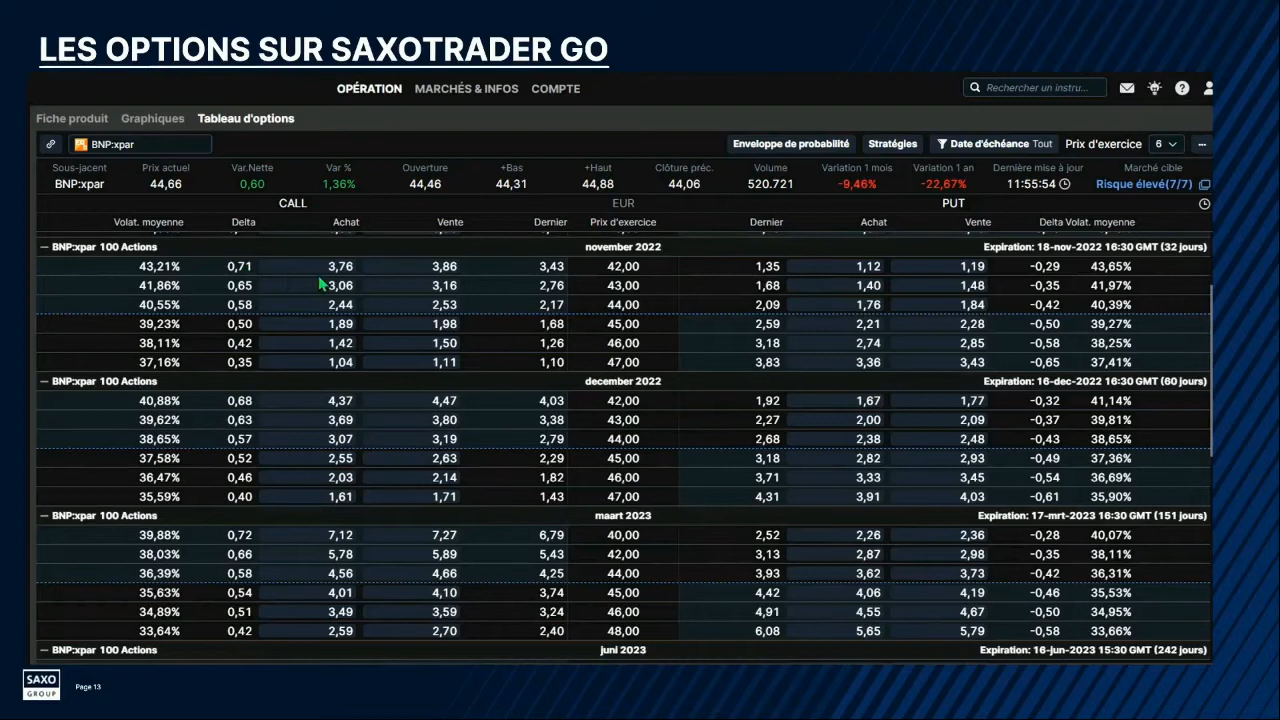 LES OPTIONS SUR SAXOTRADER GO
OPÉRATION MARCHÉS & INFOS COMPTE Rechercher un instru...
Fiche produit Graphiques Tableau d'options
BNP:xpar Enveloppe de probabilité Stratégies Date d'échéance Tout Prix d'exercice 6 ...
Sous-jacent Prix actuel Var.Nette Var % Ouverture +Bas +Haut Clôture préc. Volume Variation 1 mois Variation 1 an Dernière mise à jour Marché cible
BNP:xpar 44,66 0,60 1,36% 44,46 44,31 44,88 44,06 520.721 -9,46% -22,67% 11:55:54 Risque élevé(7/7)
CALL EUR PUT
Volat. moyenne Delta Achat Vente Dernier Prix d'exercice Dernier Achat Vente Delta Volat. moyenne
BNP:xpar 100 Actions november 2022 Expiration: 18-nov-2022 16:30 GMT (32 jours)
43,21% 0,71 3,76 3,86 3,43 42,00 1,35 1,12 1,19 -0,29 43,65%
41,86% 0,65 3,06 3,16 2,76 43,00 1,68 1,40 1,48 -0,35 41,97%
40,55% 0,58 2,44 2,53 2,17 44,00 2,09 1,76 1,84 -0,42 40,39%
39,23% 0,50 1,89 1,98 1,68 45,00 2,59 2,21 2,28 -0,50 39,27%
38,11% 0,42 1,42 1,50 1,26 46,00 3,18 2,74 2,85 -0,58 38,25%
37,16% 0,35 1,04 1,11 1,10 47,00 3,83 3,36 3,43 -0,65 37,41%
BNP:xpar 100 Actions december 2022 Expiration: 16-dec-2022 16:30 GMT (60 jours)
40,88% 0,68 4,37 4,47 4,03 42,00 1,92 1,67 1,77 -0,32 41,14%
39,62% 0,63 3,69 3,80 3,38 43,00 2,27 2,00 2,09 -0,37 39,81%
38,65% 0,57 3,07 3,19 2,79 44,00 2,68 2,38 2,48 -0,43 38,65%
37,58% 0,52 2,55 2,63 2,29 45,00 3,18 2,82 2,93 -0,49 37,36%
36,47% 0,46 2,03 2,14 1,82 46,00 3,71 3,33 3,45 -0,54 36,69%
35,59% 0,40 1,61 1,71 1,43 47,00 4,31 3,91 4,03 -0,61 35,90%
BNP:xpar 100 Actions maart 2023 Expiration: 17-mrt-2023 16:30 GMT (151 jours)
39,88% 0,72 7,12 7,27 6,79 40,00 2,52 2,26 2,36 -0,28 40,07%
38,03% 0,66 5,78 5,89 5,43 42,00 3,13 2,87 2,98 -0,35 38,11%
36,39% 0,58 4,56 4,66 4,25 44,00 3,93 3,62 3,73 -0,42 36,31%
35,63% 0,54 4,01 4,10 3,74 45,00 4,42 4,06 4,19 -0,46 35,53%
34,89% 0,51 3,49 3,59 3,24 46,00 4,91 4,55 4,67 -0,50 34,95%
33,64% 0,42 2,59 2,70 2,40 48,00 6,08 5,65 5,79 -0,58 33,66%
BNP:xpar 100 Actions juni 2023 Expiration: 16-jun-2023 15:30 GMT (242 jours)
SAXO
GROUP
Page 13